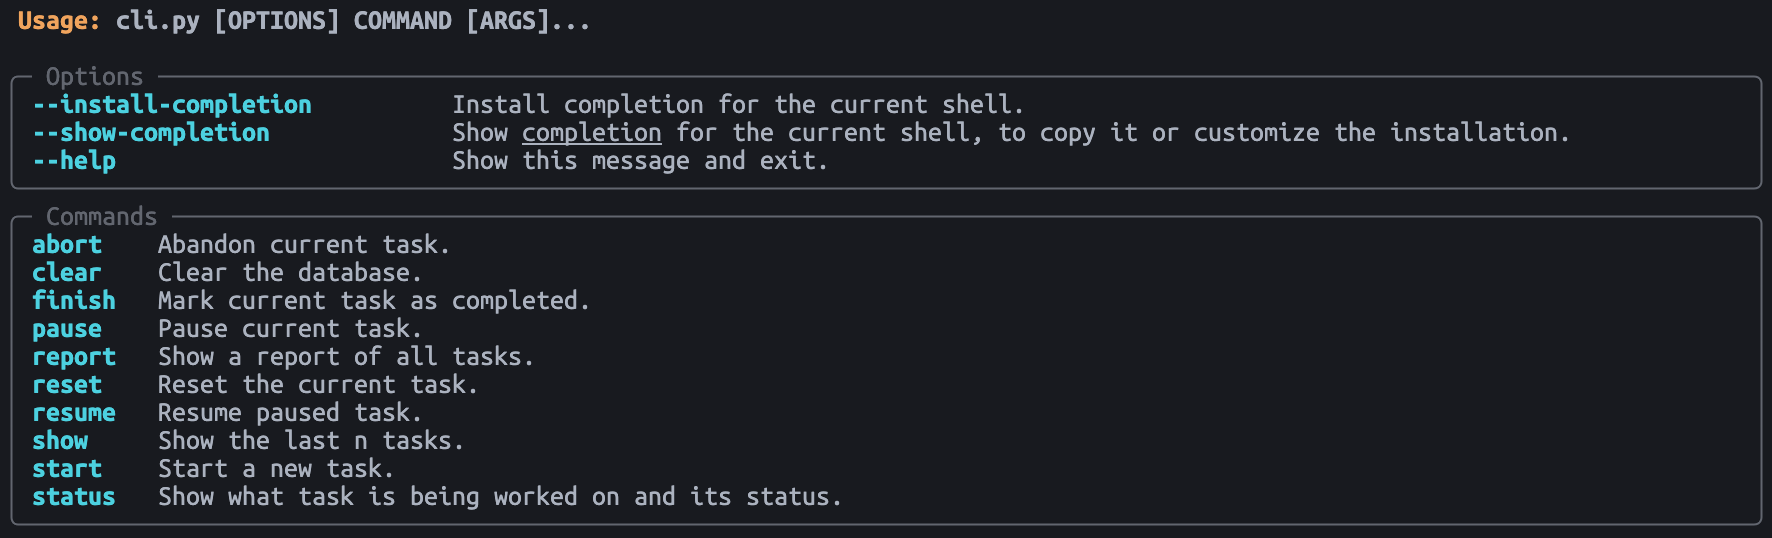 Usage: cli.py [OPTIONS] COMMAND [ARGS]...
Options
--install-completion Install completion for the current shell.
--show-completion Show completion for the current shell, to copy it or customize the installation.
--help Show this message and exit.
Commands
abort Abandon current task.
clear Clear the database.
finish Mark current task as completed.
pause Pause current task.
report Show a report of all tasks.
reset Reset the current task.
resume Resume paused task.
show Show the last n tasks.
start Start a new task.
status Show what task is being worked on and its status.